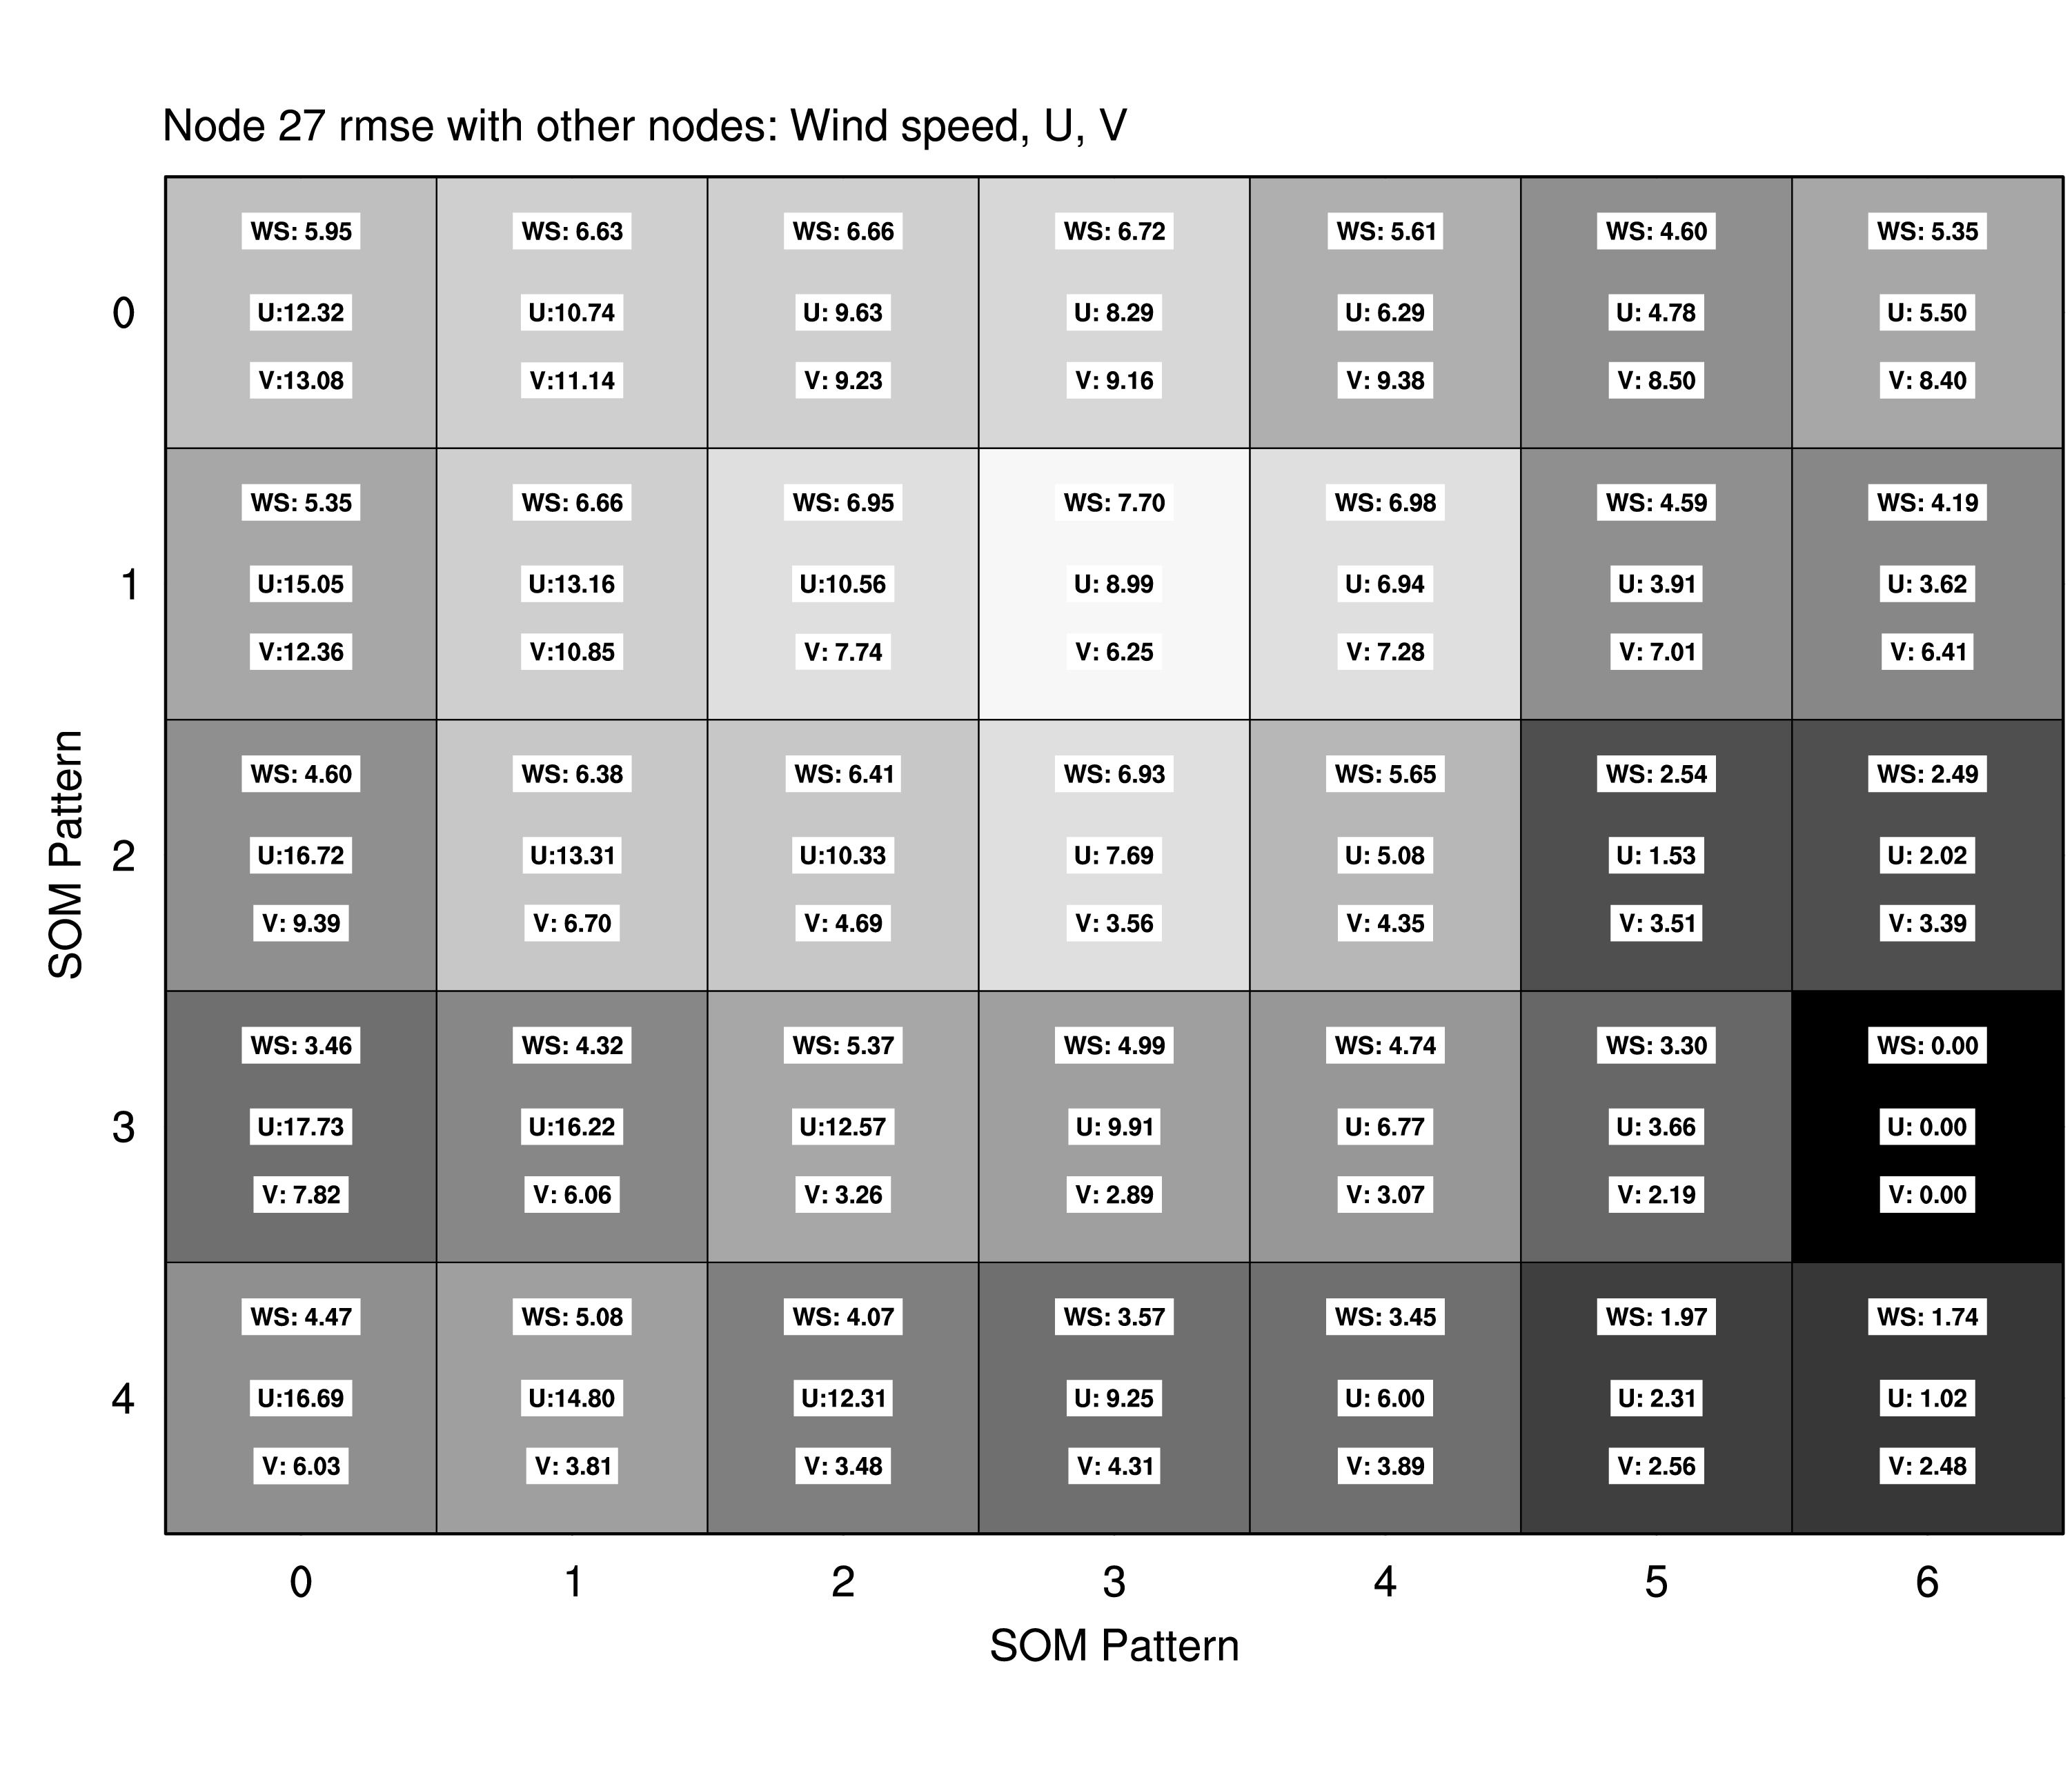 Node 27 rmse with other nodes: Wind speed, U, V
WS: 5.95 WS: 6.63 WS: 6.66 WS: 6.72 WS: 5.61 WS: 4.60 WS: 5.35
0 U:12.32 U:10.74 U: 9.63 U: 8.29 U: 6.29 U: 4.78 U: 5.50
V:13.08 V:11.14 V: 9.23 V: 9.16 V: 9.38 V: 8.50 V: 8.40
WS: 5.35 WS: 6.66 WS: 6.95 WS: 7.70 WS: 6.98 WS: 4.59 WS: 4.19
1 U:15.05 U:13.16 U:10.56 U: 8.99 U: 6.94 U: 3.91 U: 3.62
V:12.36 V:10.85 V: 7.74 V: 6.25 V: 7.28 V: 7.01 V: 6.41
SOM Pattern
WS: 4.60 WS: 6.38 WS: 6.41 WS: 6.93 WS: 5.65 WS: 2.54 WS: 2.49
2 U:16.72 U:13.31 U:10.33 U: 7.69 U: 5.08 U: 1.53 U: 2.02
V: 9.39 V: 6.70 V: 4.69 V: 3.56 V: 4.35 V: 3.51 V: 3.39
WS: 3.46 WS: 4.32 WS: 5.37 WS: 4.99 WS: 4.74 WS: 3.30 WS: 0.00
3 U:17.73 U:16.22 U:12.57 U: 9.91 U: 6.77 U: 3.66 U: 0.00
V: 7.82 V: 6.06 V: 3.26 V: 2.89 V: 3.07 V: 2.19 V: 0.00
WS: 4.47 WS: 5.08 WS: 4.07 WS: 3.57 WS: 3.45 WS: 1.97 WS: 1.74
4 U:16.69 U:14.80 U:12.31 U: 9.25 U: 6.00 U: 2.31 U: 1.02
V: 6.03 V: 3.81 V: 3.48 V: 4.31 V: 3.89 V: 2.56 V: 2.48
0 1 2 3 4 5 6
SOM Pattern